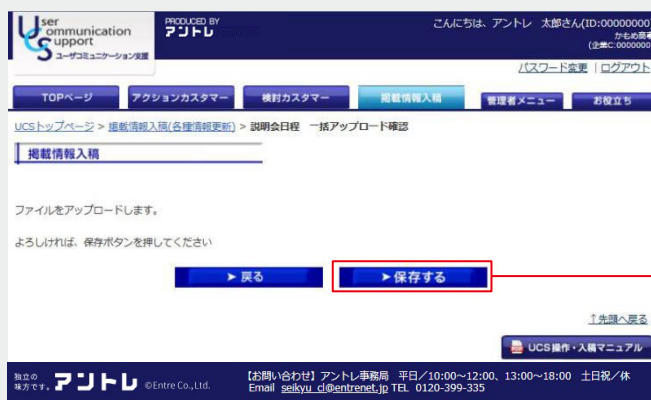 User
Communication
Support
ユーザコミュニケーション支援
PRODUCED BY
アントレ
こんにちは、アントレ 太郎さん(ID:00000000
かもめ商事
(企業C:0000000
パスワード変更 | ログアウト
TOPページ アクションカスタマー 検討カスタマー 掲載情報入稿 管理者メニュー お役立ち
UCSトップページ > 掲載情報入稿(各種情報更新) > 説明会日程 一括アップロード確認
掲載情報入稿
ファイルをアップロードします。
よろしければ、保存ボタンを押してください
▶戻る ▶保存する
↑先頭へ戻る
UCS操作・入稿マニュアル
独立の
味方です。 アントレ ©Entre Co.,Ltd.
【お問い合わせ】アントレ事務局 平日/10:00～12:00、13:00～18:00 土日祝/休
Email seikyu_cl@entrenet.jp TEL 0120-399-335